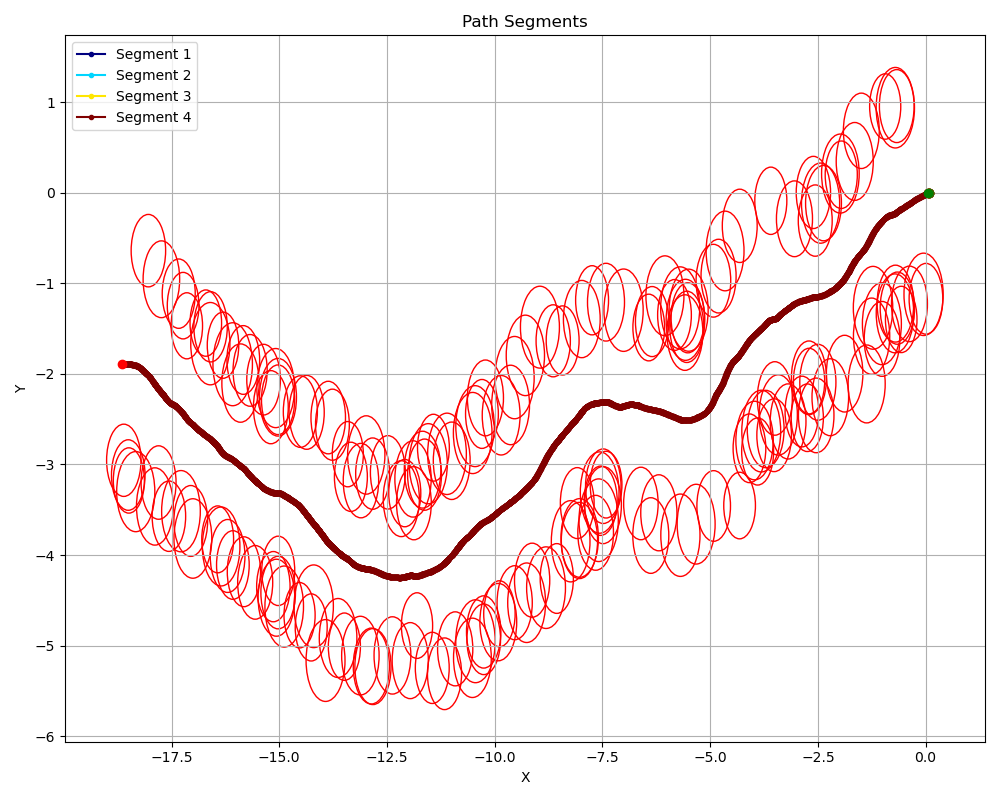 Path Segments
Segment 1
Segment 2
Segment 3
Segment 4
1
0
−1
−2
−3
−4
−5
−6
Y
−17.5 −15.0 −12.5 −10.0 −7.5 −5.0 −2.5 0.0
X